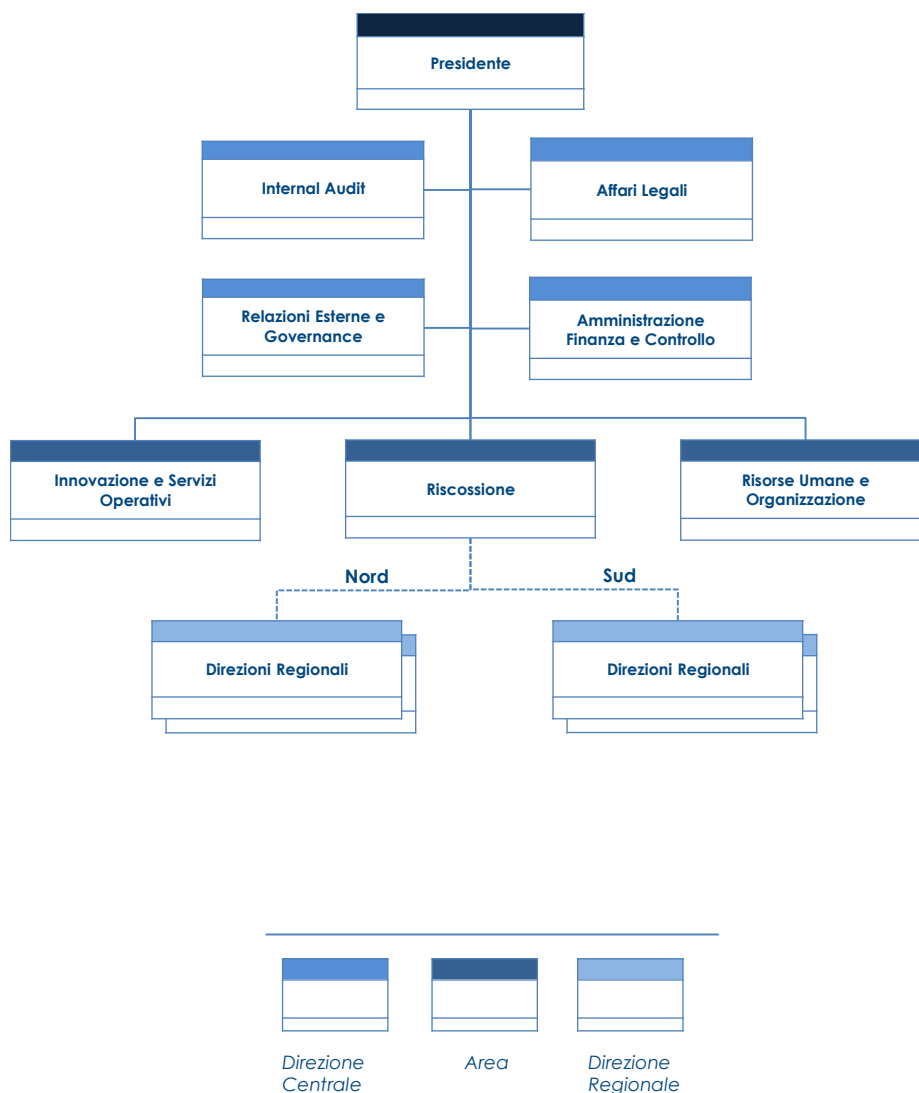 Presidente
Internal Audit
Affari Legali
Relazioni Esterne e
Governance
Amministrazione
Finanza e Controllo
Innovazione e Servizi
Operativi
Riscossione
Risorse Umane e
Organizzazione
Nord
Sud
Direzioni Regionali
Direzioni Regionali
Direzione
Centrale
Area
Direzione
Regionale